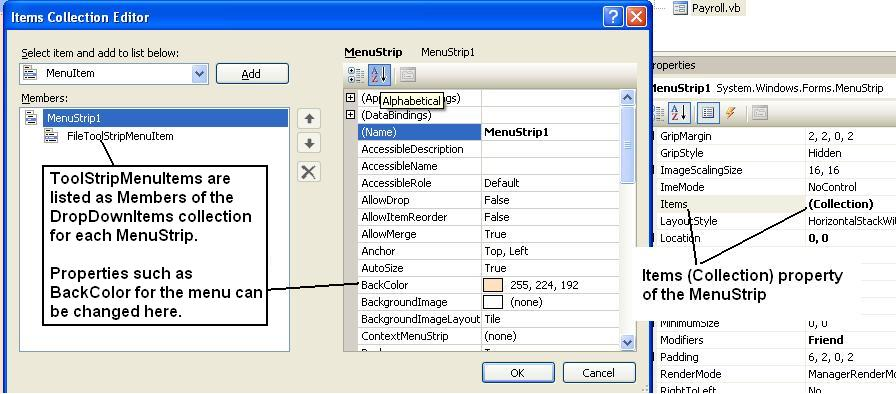 Items Collection Editor
Select item and add to list below:
MenuItem
Add
Members:
MenuStrip1
FileToolStripMenuItem
ToolStripMenuItems are
listed as Members of the
DropDownItems collection
for each MenuStrip.
Properties such as
BackColor for the menu can
be changed here.
MenuStrip MenuStrip1
Alphabetical
(DataBindings)
(Name) MenuStrip1
AccessibleDescription
AccessibleName
AccessibleRole Default
AllowDrop False
AllowItemReorder False
AllowMerge True
Anchor Top, Left
AutoSize True
BackColor 255, 224, 192
BackgroundImage (none)
BackgroundImageLayout Tile
ContextMenuStrip (none)
OK
Cancel
Payroll.vb
Properties
MenuStrip1 System.Windows.Forms.MenuStrip
GripMargin 2, 2, 0, 2
GripStyle Hidden
ImageScalingSize 16, 16
ImeMode NoControl
Items (Collection)
LayoutStyle HorizontalStackWi
Location 0, 0
Items (Collection) property
of the MenuStrip
MinimumSize 0, 0
Modifiers Friend
Padding 6, 2, 0, 2
RenderMode ManagerRenderMo
RightToLeft No